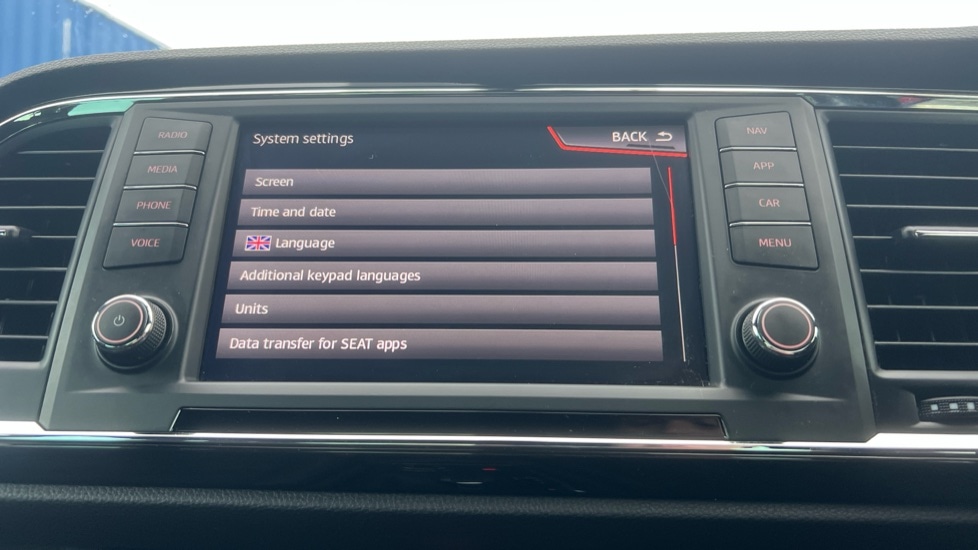 System settings
BACK
Screen
Time and date
Language
Additional keypad languages
Units
Data transfer for SEAT apps
RADIO
MEDIA
PHONE
VOICE
NAV
APP
CAR
MENU